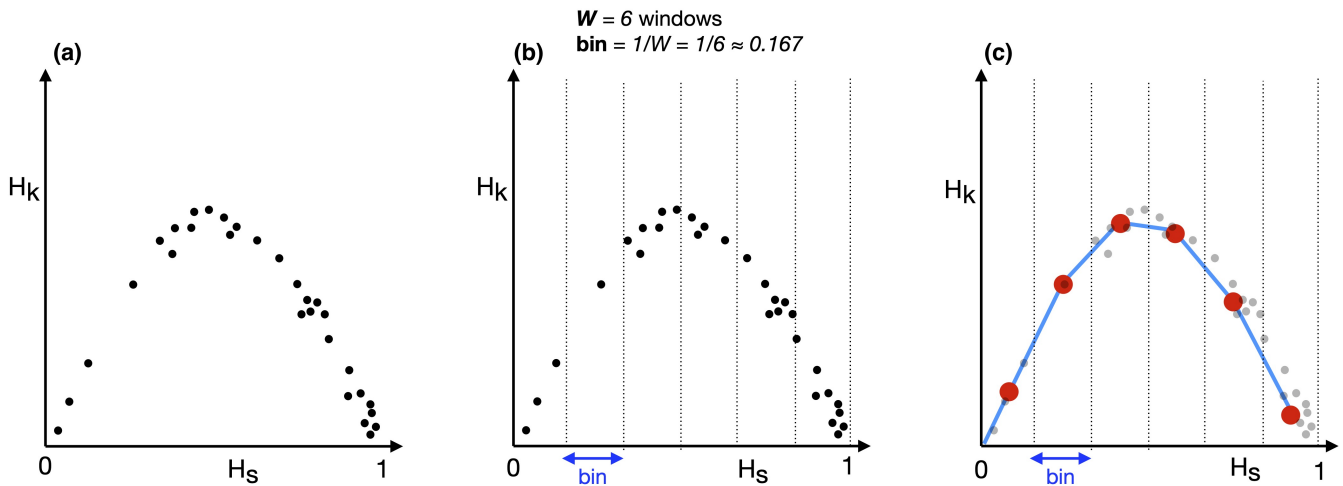 W = 6 windows
bin = 1/W = 1/6 ≈ 0.167
(a)
(b)
(c)
Hk
Hk
Hk
0
Hs
1
0
bin
Hs
1
0
bin
Hs
1